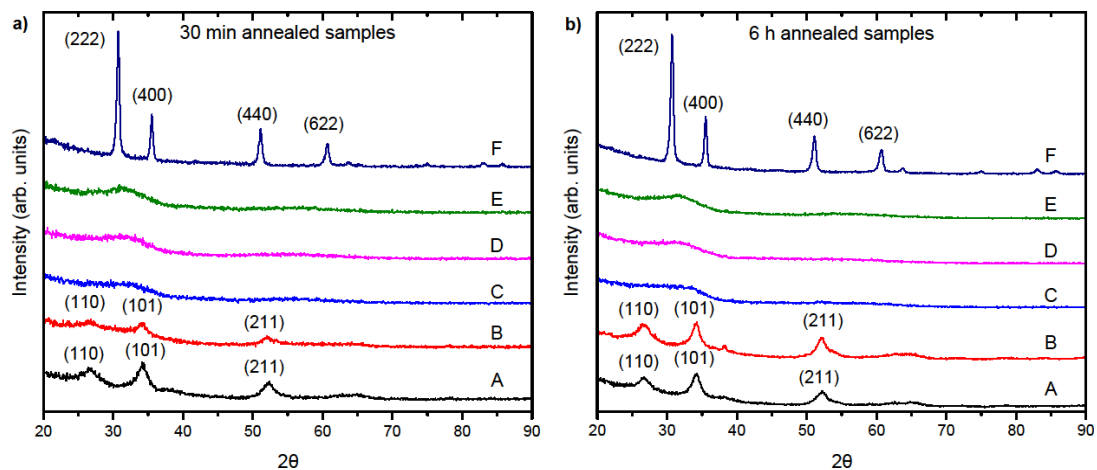 a)
30 min annealed samples
(222)
(400)
(440)
(622)
F
E
D
C
(110)
(101)
(211)
B
(110)
(101)
(211)
A
Intensity (arb. units)
20 30 40 50 60 70 80 90
2θ
b)
6 h annealed samples
(222)
(400)
(440)
(622)
F
E
D
C
(110)
(101)
(211)
B
(110)
(101)
(211)
A
Intensity (arb. units)
20 30 40 50 60 70 80 90
2θ